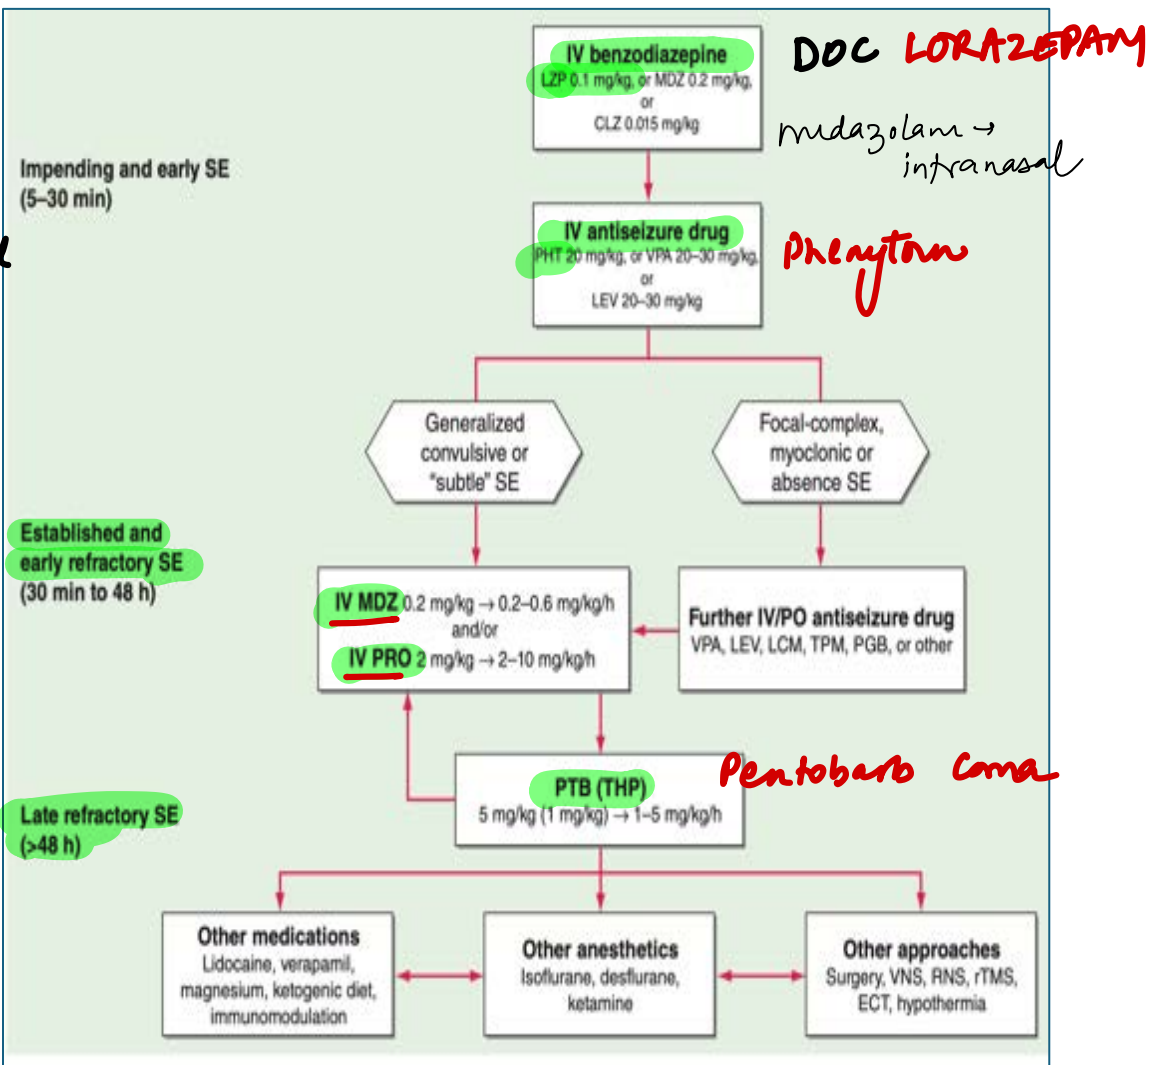 IV benzodiazepine
LZP 0.1 mg/kg, or MDZ 0.2 mg/kg,
or
CLZ 0.015 mg/kg
DOC LORAZEPAM
midazolam →
intranasal
Impending and early SE
(5–30 min)
IV antiseizure drug
PHT 20 mg/kg, or VPA 20–30 mg/kg,
or
LEV 20–30 mg/kg
Phenytoin
Generalized
convulsive or
"subtle" SE
Focal-complex,
myoclonic or
absence SE
Established and
early refractory SE
(30 min to 48 h)
IV MDZ 0.2 mg/kg → 0.2–0.6 mg/kg/h
and/or
IV PRO 2 mg/kg → 2–10 mg/kg/h
Further IV/PO antiseizure drug
VPA, LEV, LCM, TPM, PGB, or other
PTB (THP)
5 mg/kg (1 mg/kg) → 1–5 mg/kg/h
Pentobarb coma
Late refractory SE
(>48 h)
Other medications
Lidocaine, verapamil,
magnesium, ketogenic diet,
immunomodulation
Other anesthetics
Isoflurane, desflurane,
ketamine
Other approaches
Surgery, VNS, RNS, rTMS,
ECT, hypothermia